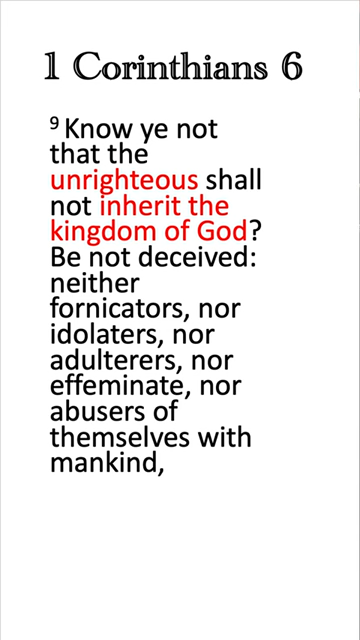 1 Corinthians 6
9 Know ye not
that the
unrighteous shall
not inherit the
kingdom of God?
Be not deceived:
neither
fornicators, nor
idolaters, nor
adulterers, nor
effeminate, nor
abusers of
themselves with
mankind,